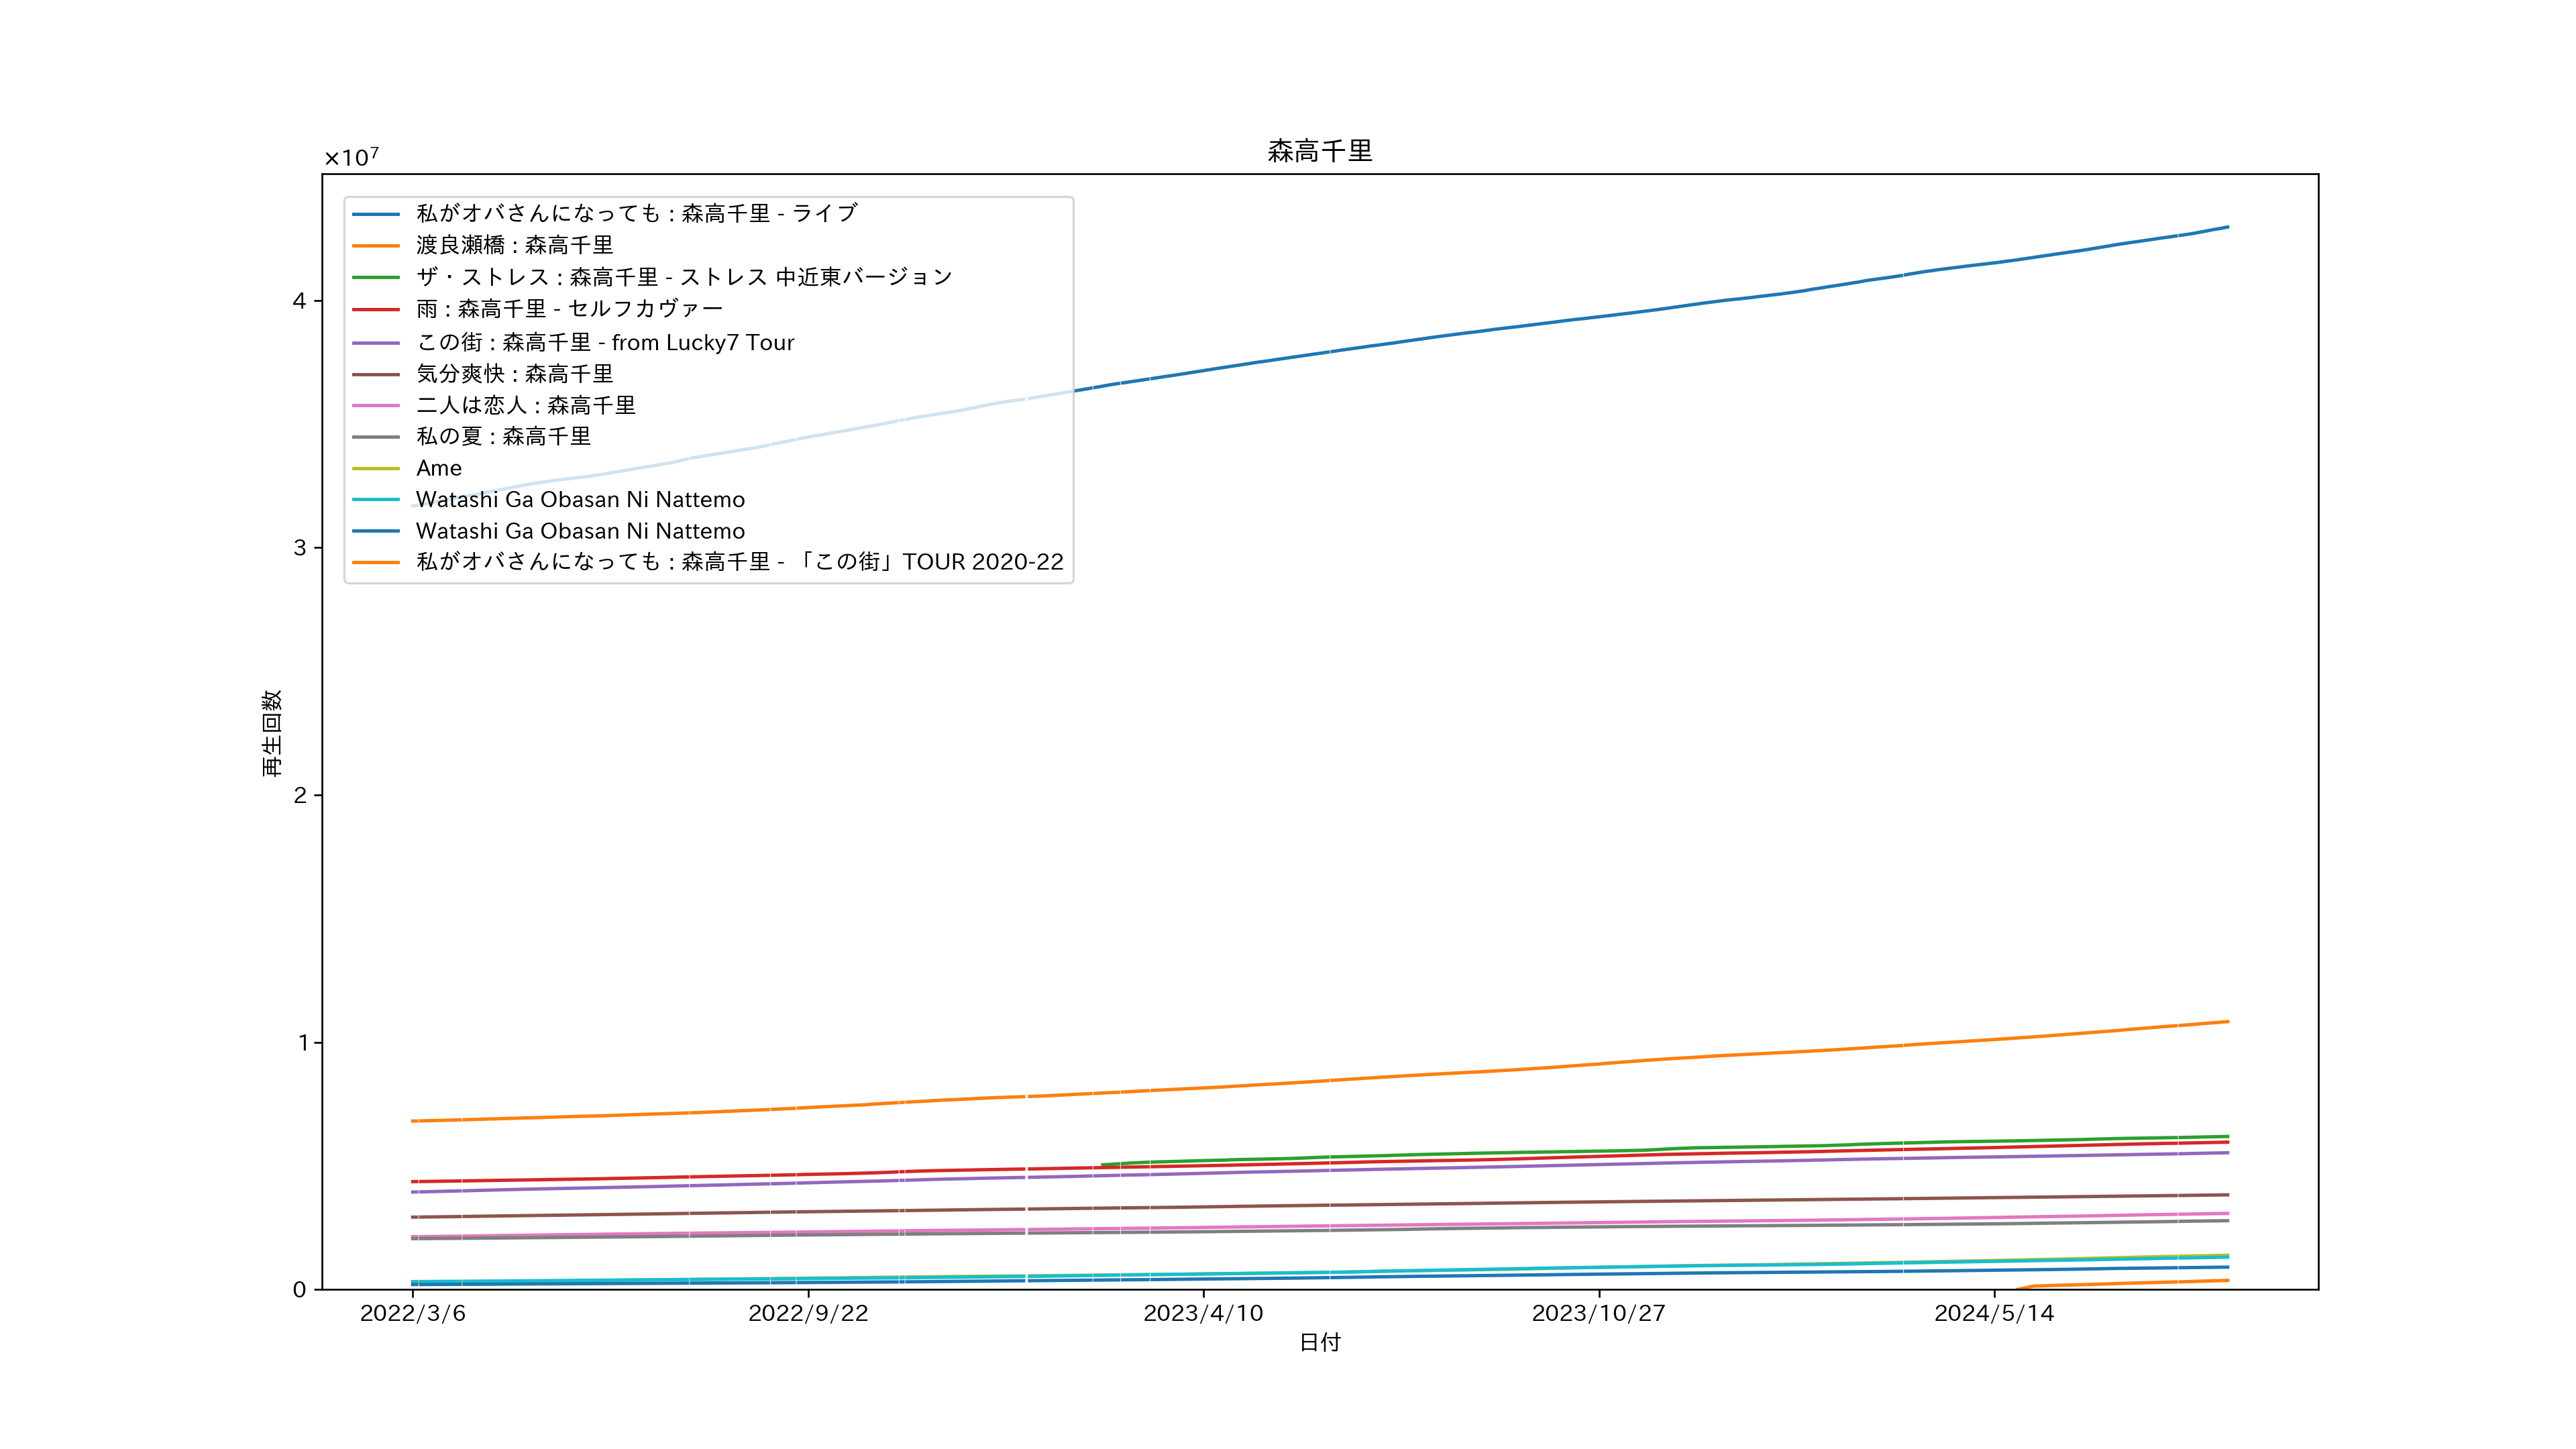 森高千里
×10⁷
私がオバさんになっても : 森高千里 - ライブ
渡良瀬橋 : 森高千里
ザ・ストレス : 森高千里 - ストレス 中近東バージョン
雨 : 森高千里 - セルフカヴァー
この街 : 森高千里 - from Lucky7 Tour
気分爽快 : 森高千里
二人は恋人 : 森高千里
私の夏 : 森高千里
Ame
Watashi Ga Obasan Ni Nattemo
Watashi Ga Obasan Ni Nattemo
私がオバさんになっても : 森高千里 - 「この街」TOUR 2020-22
4
3
2
1
0
再生回数
2022/3/6
2022/9/22
2023/4/10
2023/10/27
2024/5/14
日付